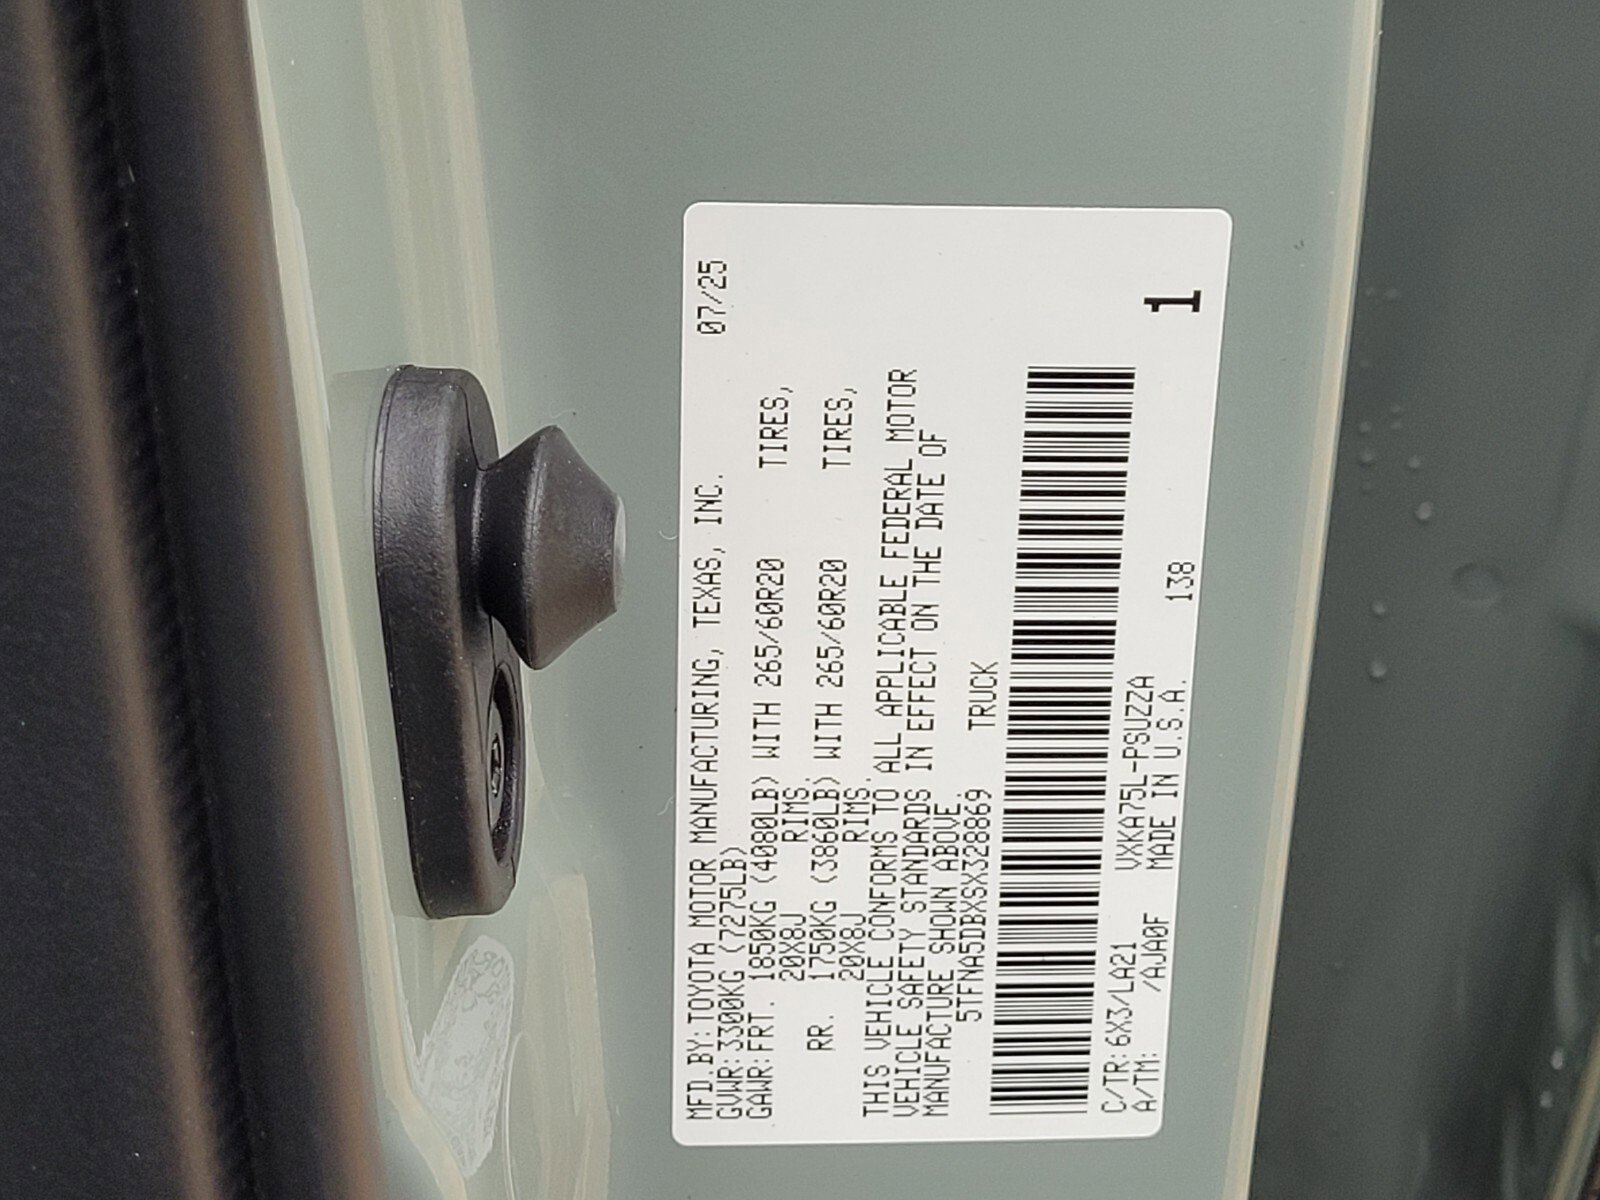 MFD.BY:TOYOTA MOTOR MANUFACTURING, TEXAS, INC. 07/25
GVWR:3300KG (7275LB)
GAWR:FRT. 1850KG (4080LB) WITH 265/60R20 TIRES,
20X8J RIMS.
RR. 1750KG (3860LB) WITH 265/60R20 TIRES,
20X8J RIMS.
THIS VEHICLE CONFORMS TO ALL APPLICABLE FEDERAL MOTOR
VEHICLE SAFETY STANDARDS IN EFFECT ON THE DATE OF
MANUFACTURE SHOWN ABOVE.
5TFNA5DBXSX328869 TRUCK
C/TR:6X3/LA21 VXKA75L-PSUZZA 138 1
A/TM: /AJA0F MADE IN U.S.A.